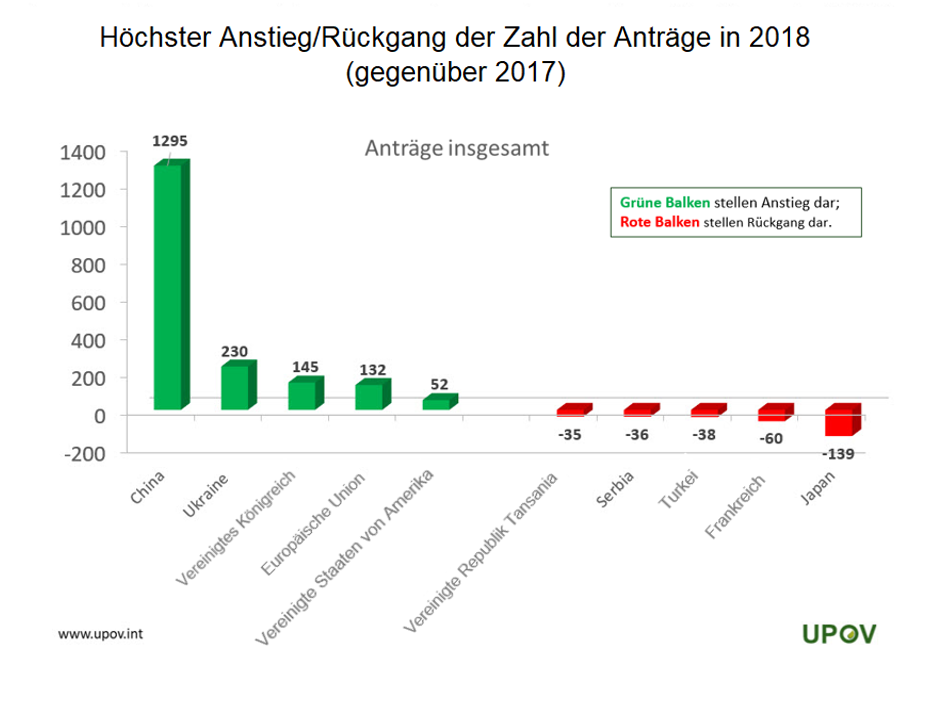 Höchster Anstieg/Rückgang der Zahl der Anträge in 2018
(gegenüber 2017)
Anträge insgesamt
Grüne Balken stellen Anstieg dar;
Rote Balken stellen Rückgang dar.
1400
1200
1000
800
600
400
200
0
-200
1295
230
145
132
52
-35
-36
-38
-60
-139
China
Ukraine
Vereinigtes Königreich
Europäische Union
Vereinigte Staaten von Amerika
Vereinigte Republik Tansania
Serbia
Turkei
Frankreich
Japan
www.upov.int
UPOV